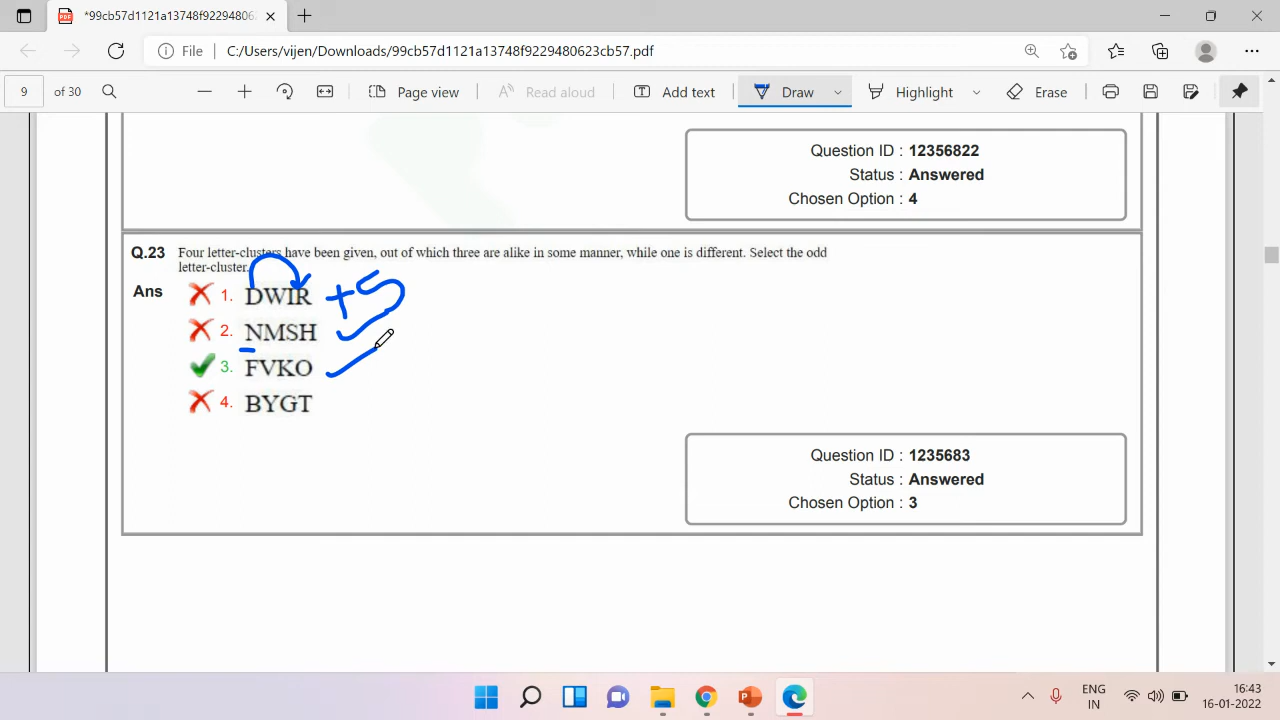 *99cb57d1121a13748f92294806
File
C:/Users/vijen/Downloads/99cb57d1121a13748f9229480623cb57.pdf
9 of 30
Page view
Read aloud
Add text
Draw
Highlight
Erase
Question ID : 12356822
Status : Answered
Chosen Option : 4
Q.23 Four letter-clusters have been given, out of which three are alike in some manner, while one is different. Select the odd
letter-cluster.
Ans 1. DWIR +5
2. NMSH
3. FVKO
4. BYGT
Question ID : 1235683
Status : Answered
Chosen Option : 3
ENG
IN
16:43
16-01-2022